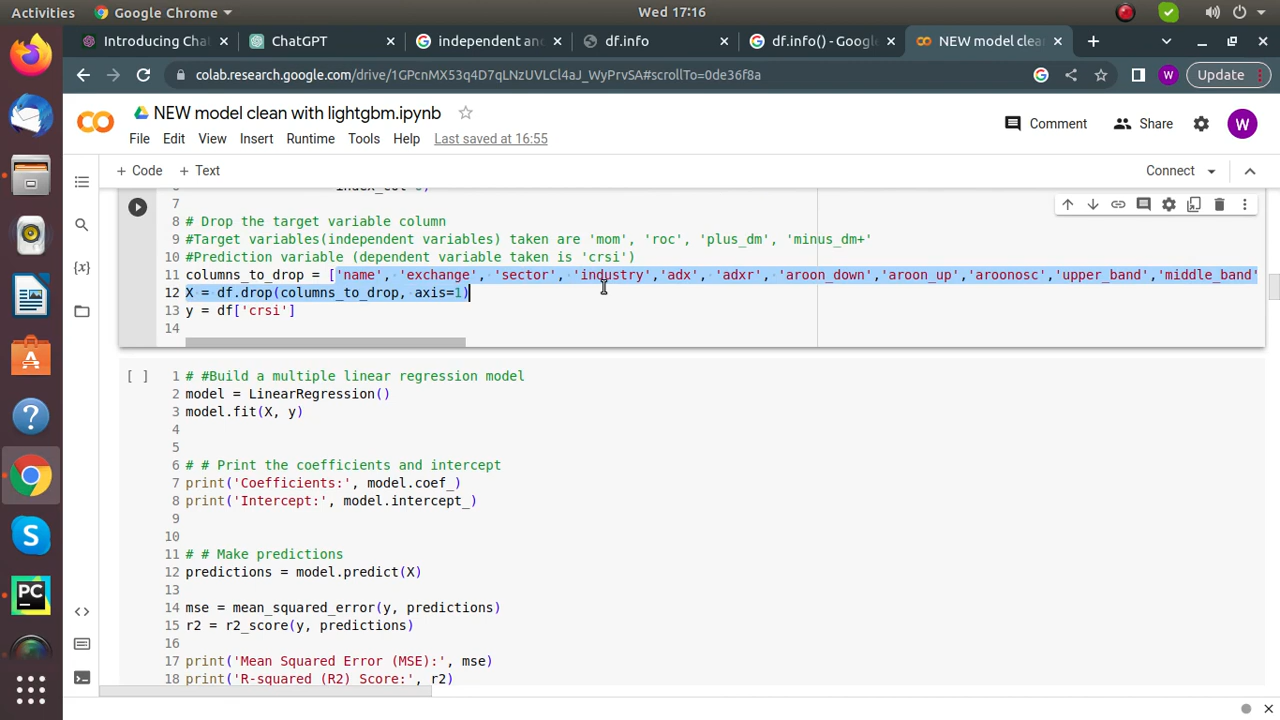 Activities Google Chrome Wed 17:16
Introducing Cha ChatGPT independent an df.info df.info() - Goog NEW model clea
colab.research.google.com/drive/1GPcnMX53q4D7qLNzUVLCl4aJ_WyPrvSA#scrollTo=0de36f8a W Update
NEW model clean with lightgbm.ipynb
Comment Share W
File Edit View Insert Runtime Tools Help Last saved at 16:55
+ Code + Text Connect
7
8 # Drop the target variable column
9 #Target variables(independent variables) taken are 'mom', 'roc', 'plus_dm', 'minus_dm+'
10 #Prediction variable (dependent variable taken is 'crsi')
11 columns_to_drop = ['name', 'exchange', 'sector', 'industry','adx', 'adxr', 'aroon_down','aroon_up','aroonosc','upper_band','middle_band'
12 X = df.drop(columns_to_drop, axis=1)
13 y = df['crsi']
14
[ ] 1 # #Build a multiple linear regression model
2 model = LinearRegression()
3 model.fit(X, y)
4
5
6 # # Print the coefficients and intercept
7 print('Coefficients:', model.coef_)
8 print('Intercept:', model.intercept_)
9
10
11 # # Make predictions
12 predictions = model.predict(X)
13
14 mse = mean_squared_error(y, predictions)
15 r2 = r2_score(y, predictions)
16
17 print('Mean Squared Error (MSE):', mse)
18 print('R-squared (R2) Score:', r2)